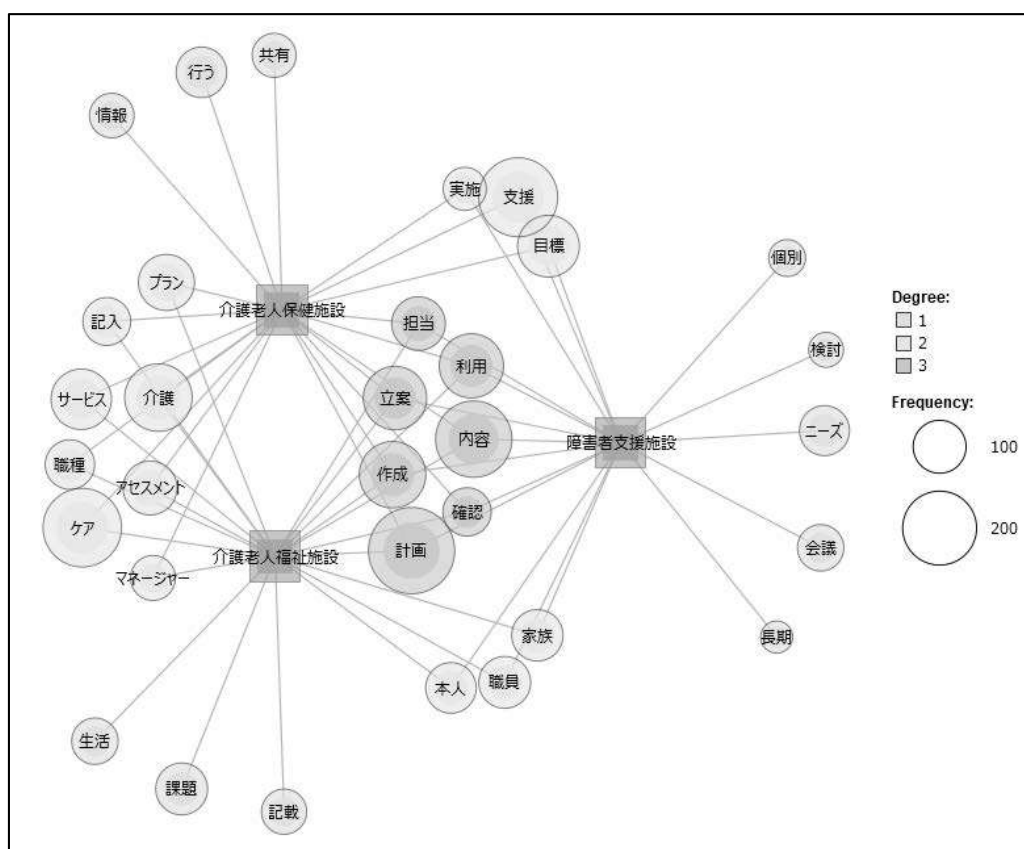 共有
行う
情報
実施
支援
目標
個別
プラン
介護老人保健施設
記入
担当
検討
利用
サービス
介護
立案
ニーズ
内容
障害者支援施設
職種
アセスメント
作成
ケア
確認
会議
介護老人福祉施設
計画
マネージャー
家族
長期
本人
職員
生活
課題
記載
Degree:
1
2
3
Frequency:
100
200